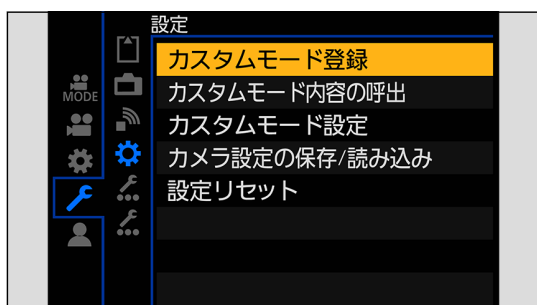 設定
カスタムモード登録
MODE
カスタムモード内容の呼出
カスタムモード設定
カメラ設定の保存/読み込み
設定リセット